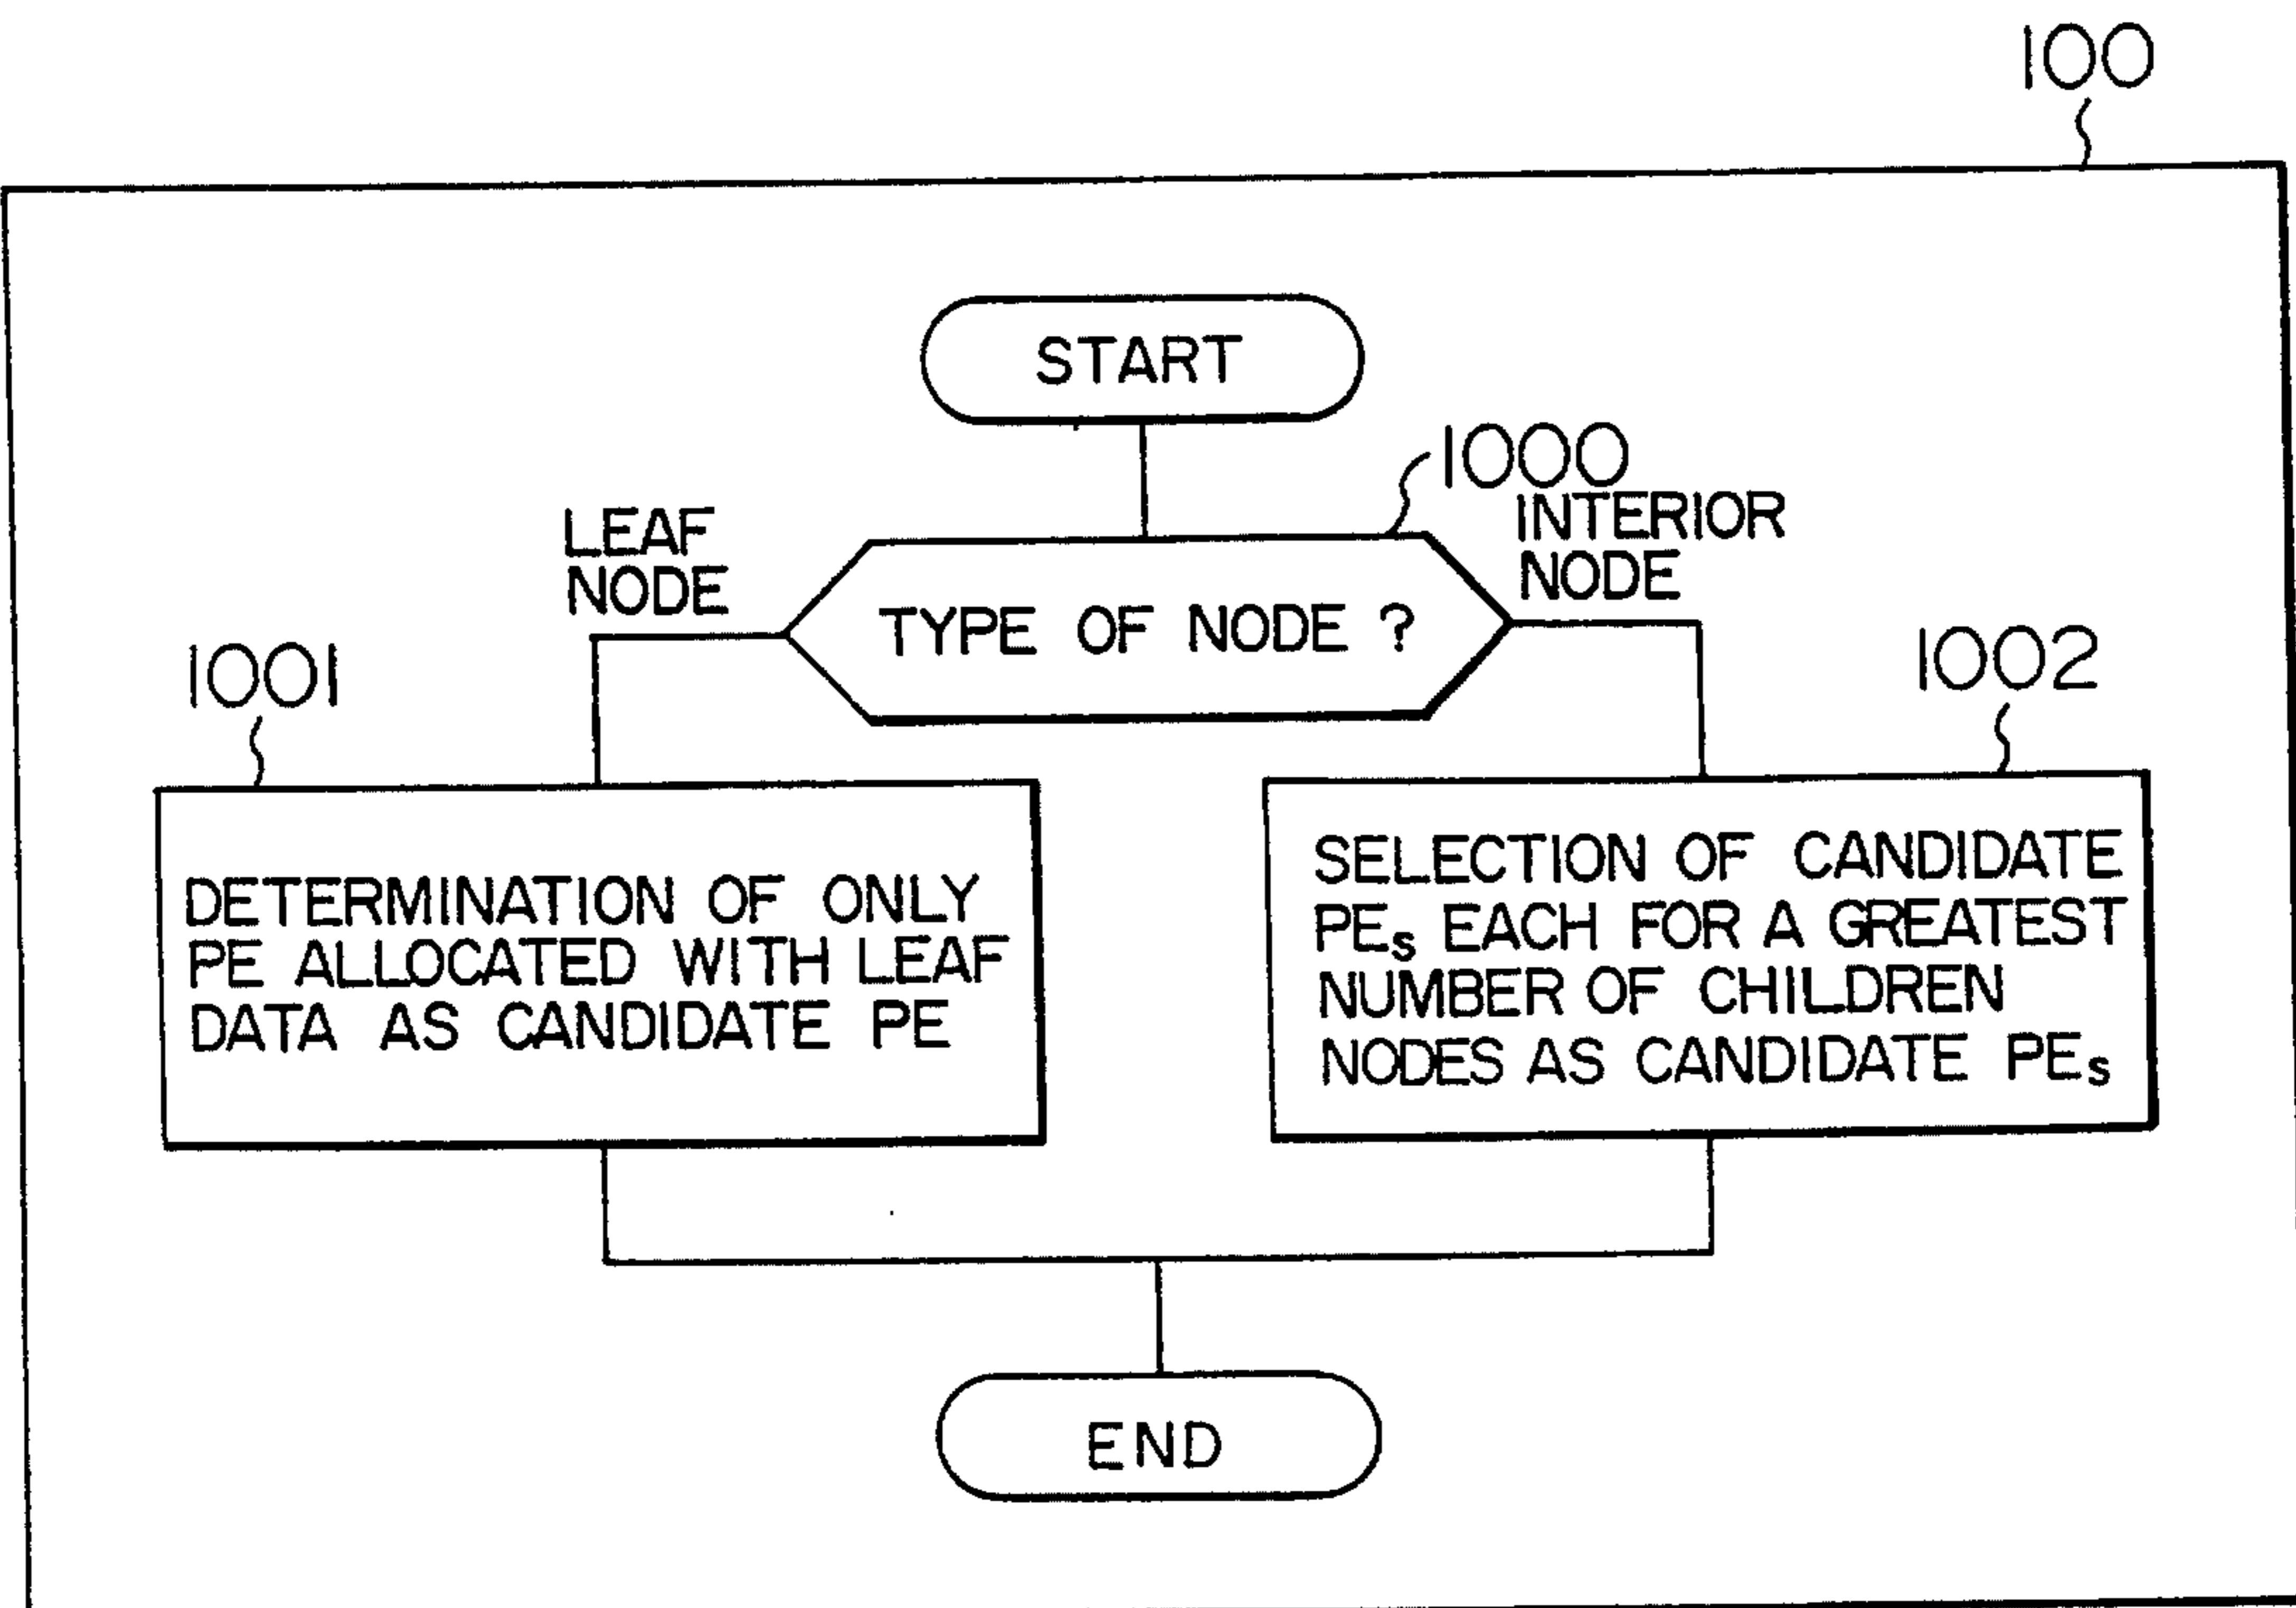 100
START
1000
LEAF
NODE
INTERIOR
NODE
TYPE OF NODE ?
1001
1002
DETERMINATION OF ONLY
PE ALLOCATED WITH LEAF
DATA AS CANDIDATE PE
SELECTION OF CANDIDATE
PEs EACH FOR A GREATEST
NUMBER OF CHILDREN
NODES AS CANDIDATE PEs
END